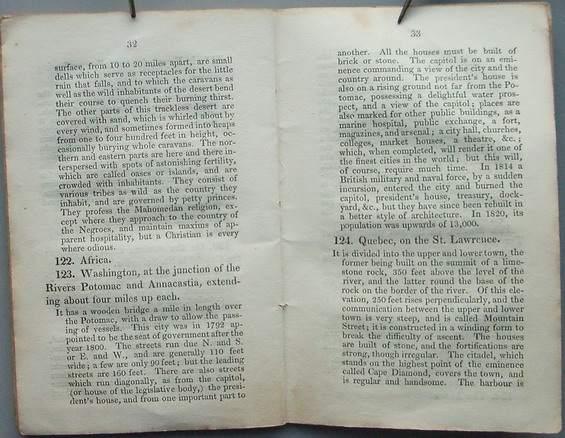 32
surface, from 10 to 20 miles apart, are small
dells which serve as receptacles for the little
rain that falls, and to which the caravans as
well as the wild inhabitants of the desert bend
their course to quench their burning thirst.
The other parts of this trackless desert are
covered with sand, which is whirled about by
every wind, and sometimes formed into heaps
from one to four hundred feet in height, oc-
casionally burying whole caravans. The nor-
thern and eastern parts are here and there in-
terspersed with spots of astonishing fertility,
which are called oases or islands, and are
crowded with inhabitants. They consist of
various tribes as wild as the country they
inhabit, and are governed by petty princes.
They profess the Mahomedan religion, ex-
cept where they approach to the country of
the Negroes, and maintain maxims of ap-
parent hospitality, but a Christian is every
where odious.
122. Africa.
123. Washington, at the junction of the
Rivers Potomac and Annacastia, extend-
ing about four miles up each.
It has a wooden bridge a mile in length over
the Potomac, with a draw to allow the pass-
ing of vessels. This city was in 1792 ap-
pointed to be the seat of government after the
year 1800. The streets run due N. and S.
or E. and W., and are generally 110 feet
wide; a few are only 90 feet; but the leading
streets are 160 feet. There are also streets
which run diagonally, as from the capitol,
(or house of the legislative body,) the presi-
dent's house, and from one important part to
33
another. All the houses must be built of
brick or stone. The capitol is on an emi-
nence commanding a view of the city and the
country around. The president's house is
also on a rising ground not far from the Po-
tomac, possessing a delightful water pros-
pect, and a view of the capitol; places are
also marked for other public buildings, as a
marine hospital, public exchange, a fort,
magazines, and arsenal; a city hall, churches,
colleges, market houses, a theatre, &c.;
which, when completed, will render it one of
the finest cities in the world; but this will,
of course, require much time. In 1814 a
British military and naval force, by a sudden
incursion, entered the city and burned the
capitol, president's house, treasury, dock-
yard, &c., but they have since been rebuilt in
a better style of architecture. In 1820, its
population was upwards of 13,000.
124. Quebec, on the St. Lawrence.
It is divided into the upper and lower town, the
former being built on the summit of a lime-
stone rock, 350 feet above the level of the
river, and the latter round the base of the
rock on the border of the river. Of this ele-
vation, 250 feet rises perpendicularly, and the
communication between the upper and lower
town is very steep, and is called Mountain
Street; it is constructed in a winding form to
break the difficulty of ascent. The houses
are built of stone, and the fortifications are
strong, though irregular. The citadel, which
stands on the highest point of the eminence
called Cape Diamond, covers the town, and
is regular and handsome. The harbour is